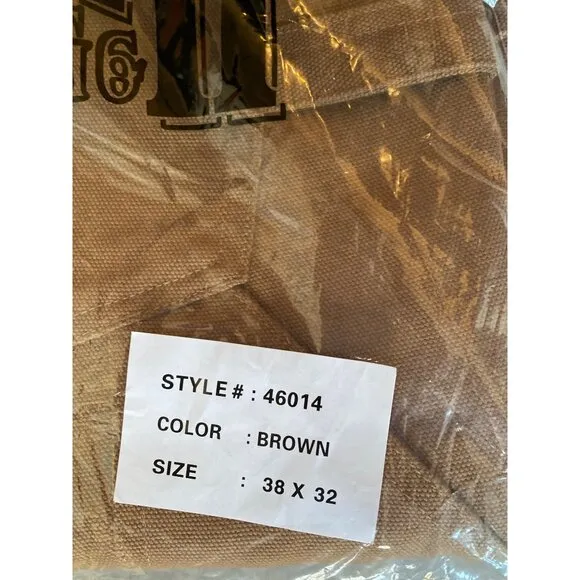 STYLE # : 46014
COLOR : BROWN
SIZE : 38 X 32